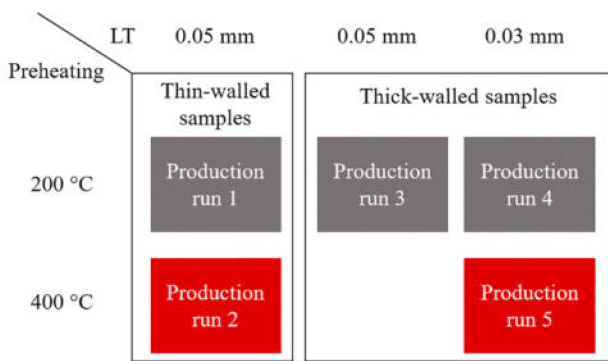 LT 0.05 mm 0.05 mm 0.03 mm
Preheating
Thin-walled
samples
Thick-walled samples
200 °C
Production
run 1
Production
run 3
Production
run 4
400 °C
Production
run 2
Production
run 5